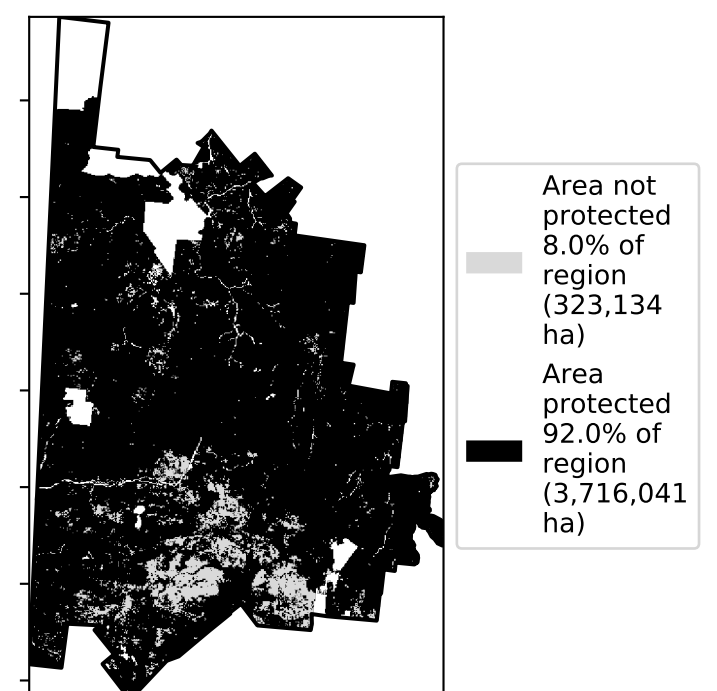 Area not
protected
8.0% of
region
(323,134
ha)
Area
protected
92.0% of
region
(3,716,041
ha)